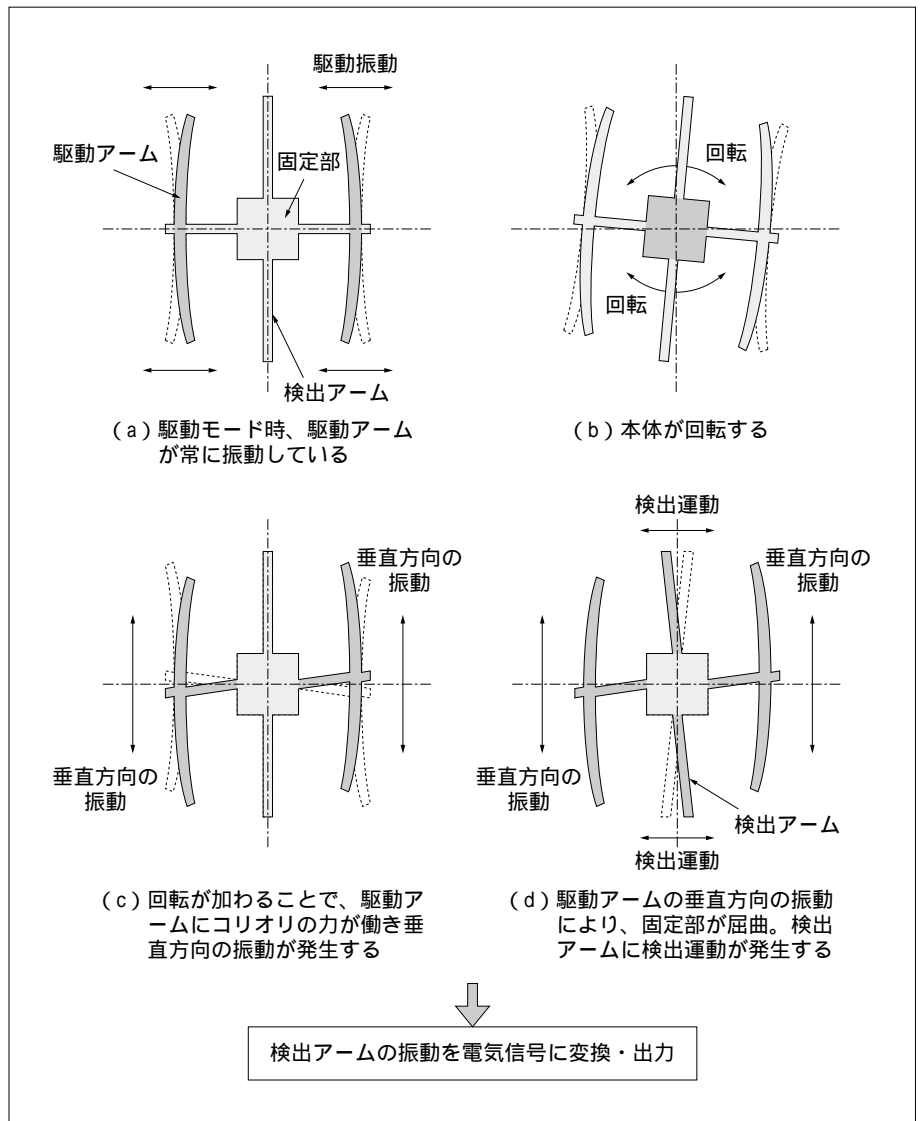 駆動振動
駆動アーム
固定部
検出アーム
(a)駆動モード時、駆動アーム
が常に振動している
回転
回転
(b)本体が回転する
垂直方向の
振動
垂直方向の
振動
(c)回転が加わることで、駆動ア
ームにコリオリの力が働き垂
直方向の振動が発生する
検出運動
垂直方向の
振動
垂直方向の
振動
検出アーム
検出運動
(d)駆動アームの垂直方向の振動
により、固定部が屈曲。検出
アームに検出運動が発生する
検出アームの振動を電気信号に変換・出力